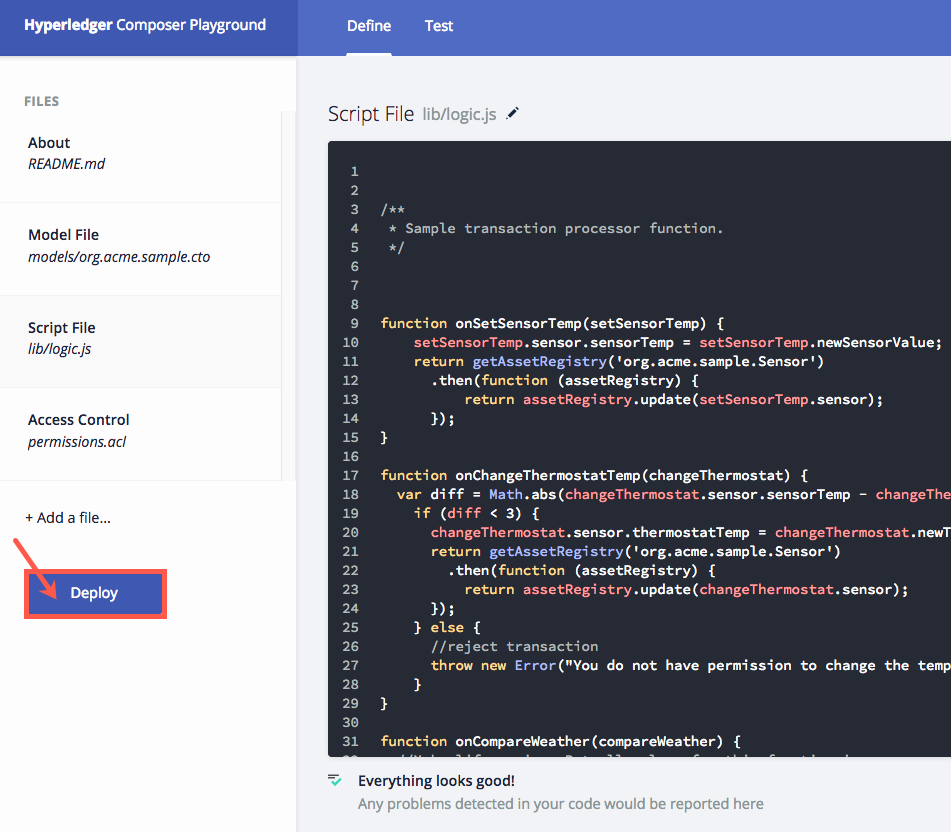 Hyperledger Composer Playground
Define Test
FILES
About
README.md
Model File
models/org.acme.sample.cto
Script File
lib/logic.js
Access Control
permissions.acl
+ Add a file...
Deploy
Script File lib/logic.js
1
2
3 /**
4  * Sample transaction processor function.
5  */
6
7
8
9 function onSetSensorTemp(setSensorTemp) {
10     setSensorTemp.sensor.sensorTemp = setSensorTemp.newSensorValue;
11     return getAssetRegistry('org.acme.sample.Sensor')
12       .then(function (assetRegistry) {
13           return assetRegistry.update(setSensorTemp.sensor);
14       });
15 }
16
17 function onChangeThermostatTemp(changeThermostat) {
18   var diff = Math.abs(changeThermostat.sensor.sensorTemp - changeThe
19     if (diff < 3) {
20       changeThermostat.sensor.thermostatTemp = changeThermostat.newT
21       return getAssetRegistry('org.acme.sample.Sensor')
22         .then(function (assetRegistry) {
23           return assetRegistry.update(changeThermostat.sensor);
24       });
25     } else {
26       //reject transaction
27       throw new Error("You do not have permission to change the temp
28     }
29 }
30
31 function onCompareWeather(compareWeather) {
Everything looks good!
Any problems detected in your code would be reported here